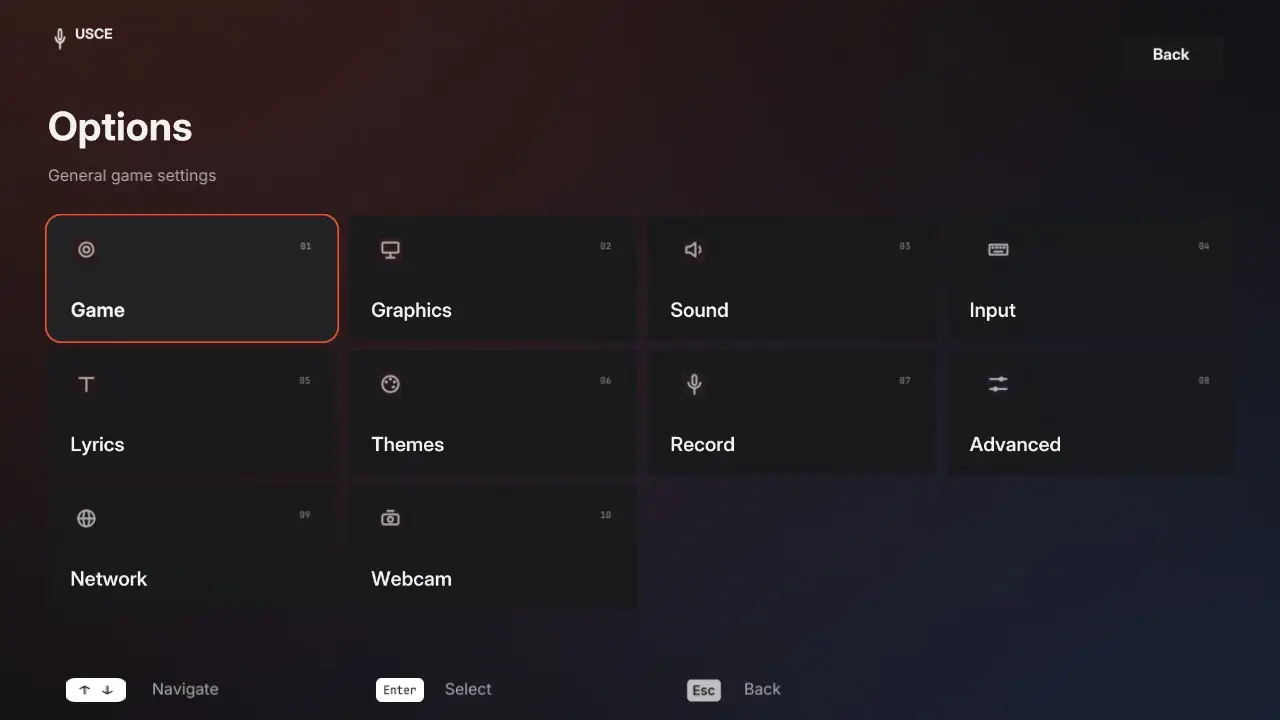 USCE
Back
Options
General game settings
01 02 03 04
Game Graphics Sound Input
05 06 07 08
Lyrics Themes Record Advanced
09 10
Network Webcam
↑ ↓ Navigate Enter Select Esc Back